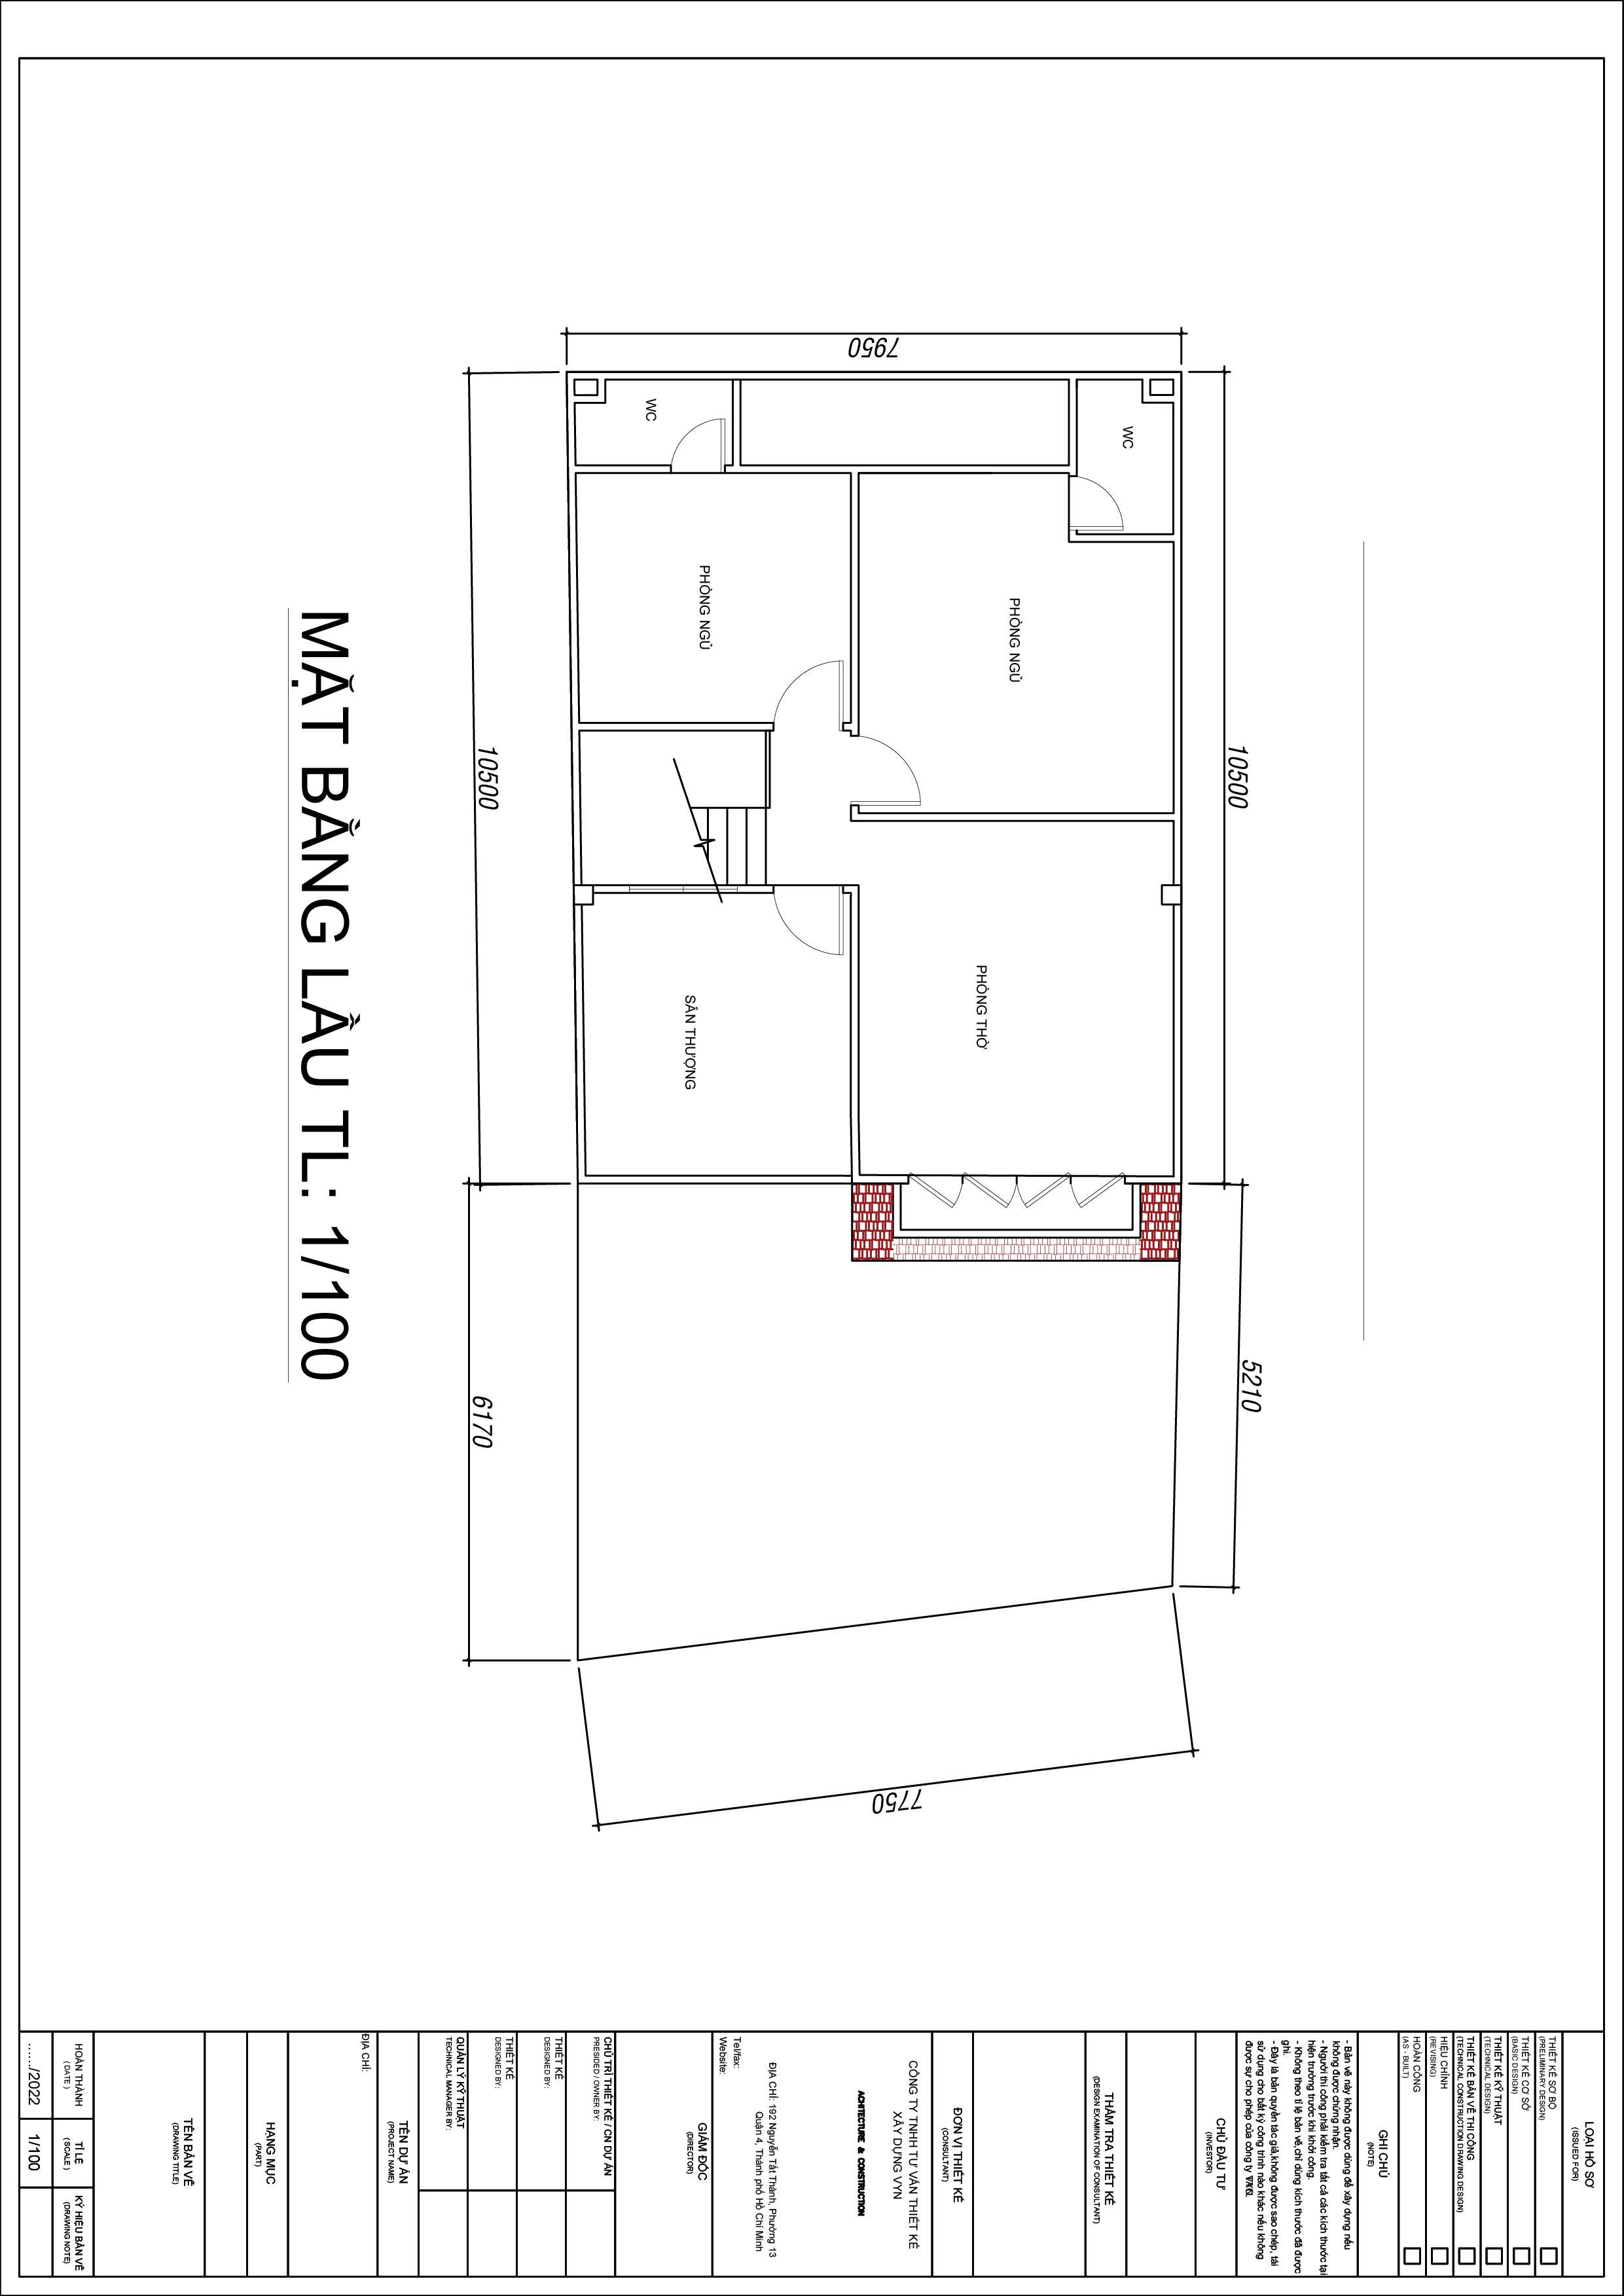 10500
5210
7950
7750
WC
PHÒNG NGỦ
PHÒNG THỜ
PHÒNG NGỦ
SÂN THƯỢNG
WC
10500
6170
MẶT BẰNG LẦU TL: 1/100
LOẠI HỒ SƠ
(ISSUED FOR)
THIẾT KẾ SƠ BỘ
(PRELIMINARY DESIGN)
THIẾT KẾ CƠ SỞ
(BASIC DESIGN)
THIẾT KẾ KỸ THUẬT
(TECHNICAL DESIGN)
THIẾT KẾ BẢN VẼ THI CÔNG
(TECHNICAL CONSTRUCTION DRAWING DESIGN)
HIỆU CHỈNH
(REVISING)
HOÀN CÔNG
(AS - BUILT)
GHI CHÚ
(NOTE)
- Bản vẽ này không được dùng để xây dựng nếu
không được chứng nhận.
- Người thi công phải kiểm tra tất cả các kích thước tại
hiện trường trước khi khởi công.
- Không theo tỉ lệ bản vẽ,chỉ dùng kích thước đã được
ghi.
- Đây là bản quyền tác giả,không được sao chép, tái
sử dụng cho bất kỳ công trình nào khác nếu không
được sự cho phép của công ty
CHỦ ĐẦU TƯ
(INVESTOR)
THẨM TRA THIẾT KẾ
(DESIGN EXAMINATION OF CONSULTANT)
ĐƠN VỊ THIẾT KẾ
(CONSULTANT)
CÔNG TY TNHH TƯ VẤN THIẾT KẾ
XÂY DỰNG VYN
ACHITECTURE & CONSTRUCTION
ĐỊA CHỈ: 192 Nguyễn Tất Thành, Phường 13
Quận 4, Thành phố Hồ Chí Minh
Tel/fax:
Website:
GIÁM ĐỐC
(DIRECTOR)
CHỦ TRÌ THIẾT KẾ / CN DỰ ÁN
PRESIDED / OWNER BY:
THIẾT KẾ
DESIGNED BY:
THIẾT KẾ
DESIGNED BY:
QUẢN LÝ KỸ THUẬT
TECHNICAL MANAGER BY:
TÊN DỰ ÁN
(PROJECT NAME)
ĐỊA CHỈ:
HẠNG MỤC
(PART)
TÊN BẢN VẼ
(DRAWING TITLE)
HOÀN THÀNH
( DATE )
TỈ LỆ
( SCALE )
KÝ HIỆU BẢN VẼ
(DRAWING NOTE)
....../2022
1/100